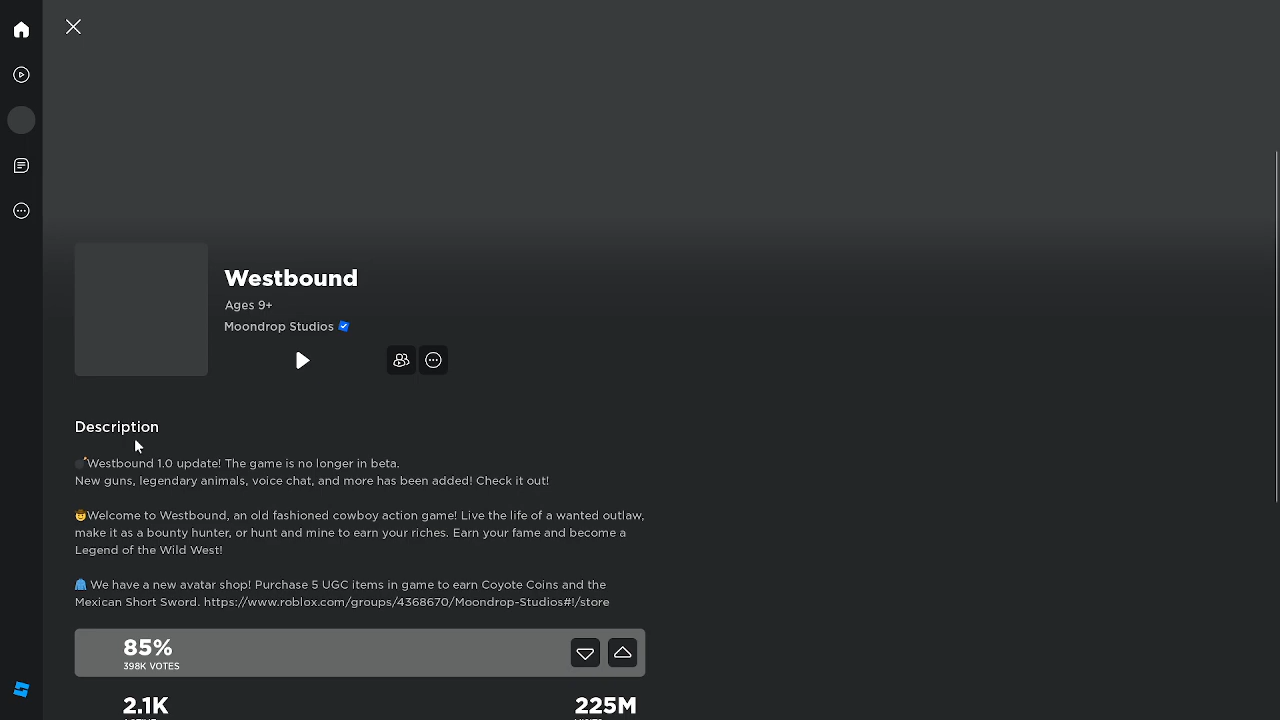 Westbound
Ages 9+
Moondrop Studios
Description
Westbound 1.0 update! The game is no longer in beta.
New guns, legendary animals, voice chat, and more has been added! Check it out!
🤠Welcome to Westbound, an old fashioned cowboy action game! Live the life of a wanted outlaw,
make it as a bounty hunter, or hunt and mine to earn your riches. Earn your fame and become a
Legend of the Wild West!
We have a new avatar shop! Purchase 5 UGC items in game to earn Coyote Coins and the
Mexican Short Sword. https://www.roblox.com/groups/4368670/Moondrop-Studios#!/store
85%
398K VOTES
2.1K 225M